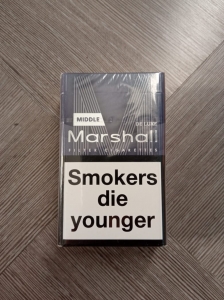 MIDDLE
Marshall
FILTER CIGARETTES
Smokers
die
younger